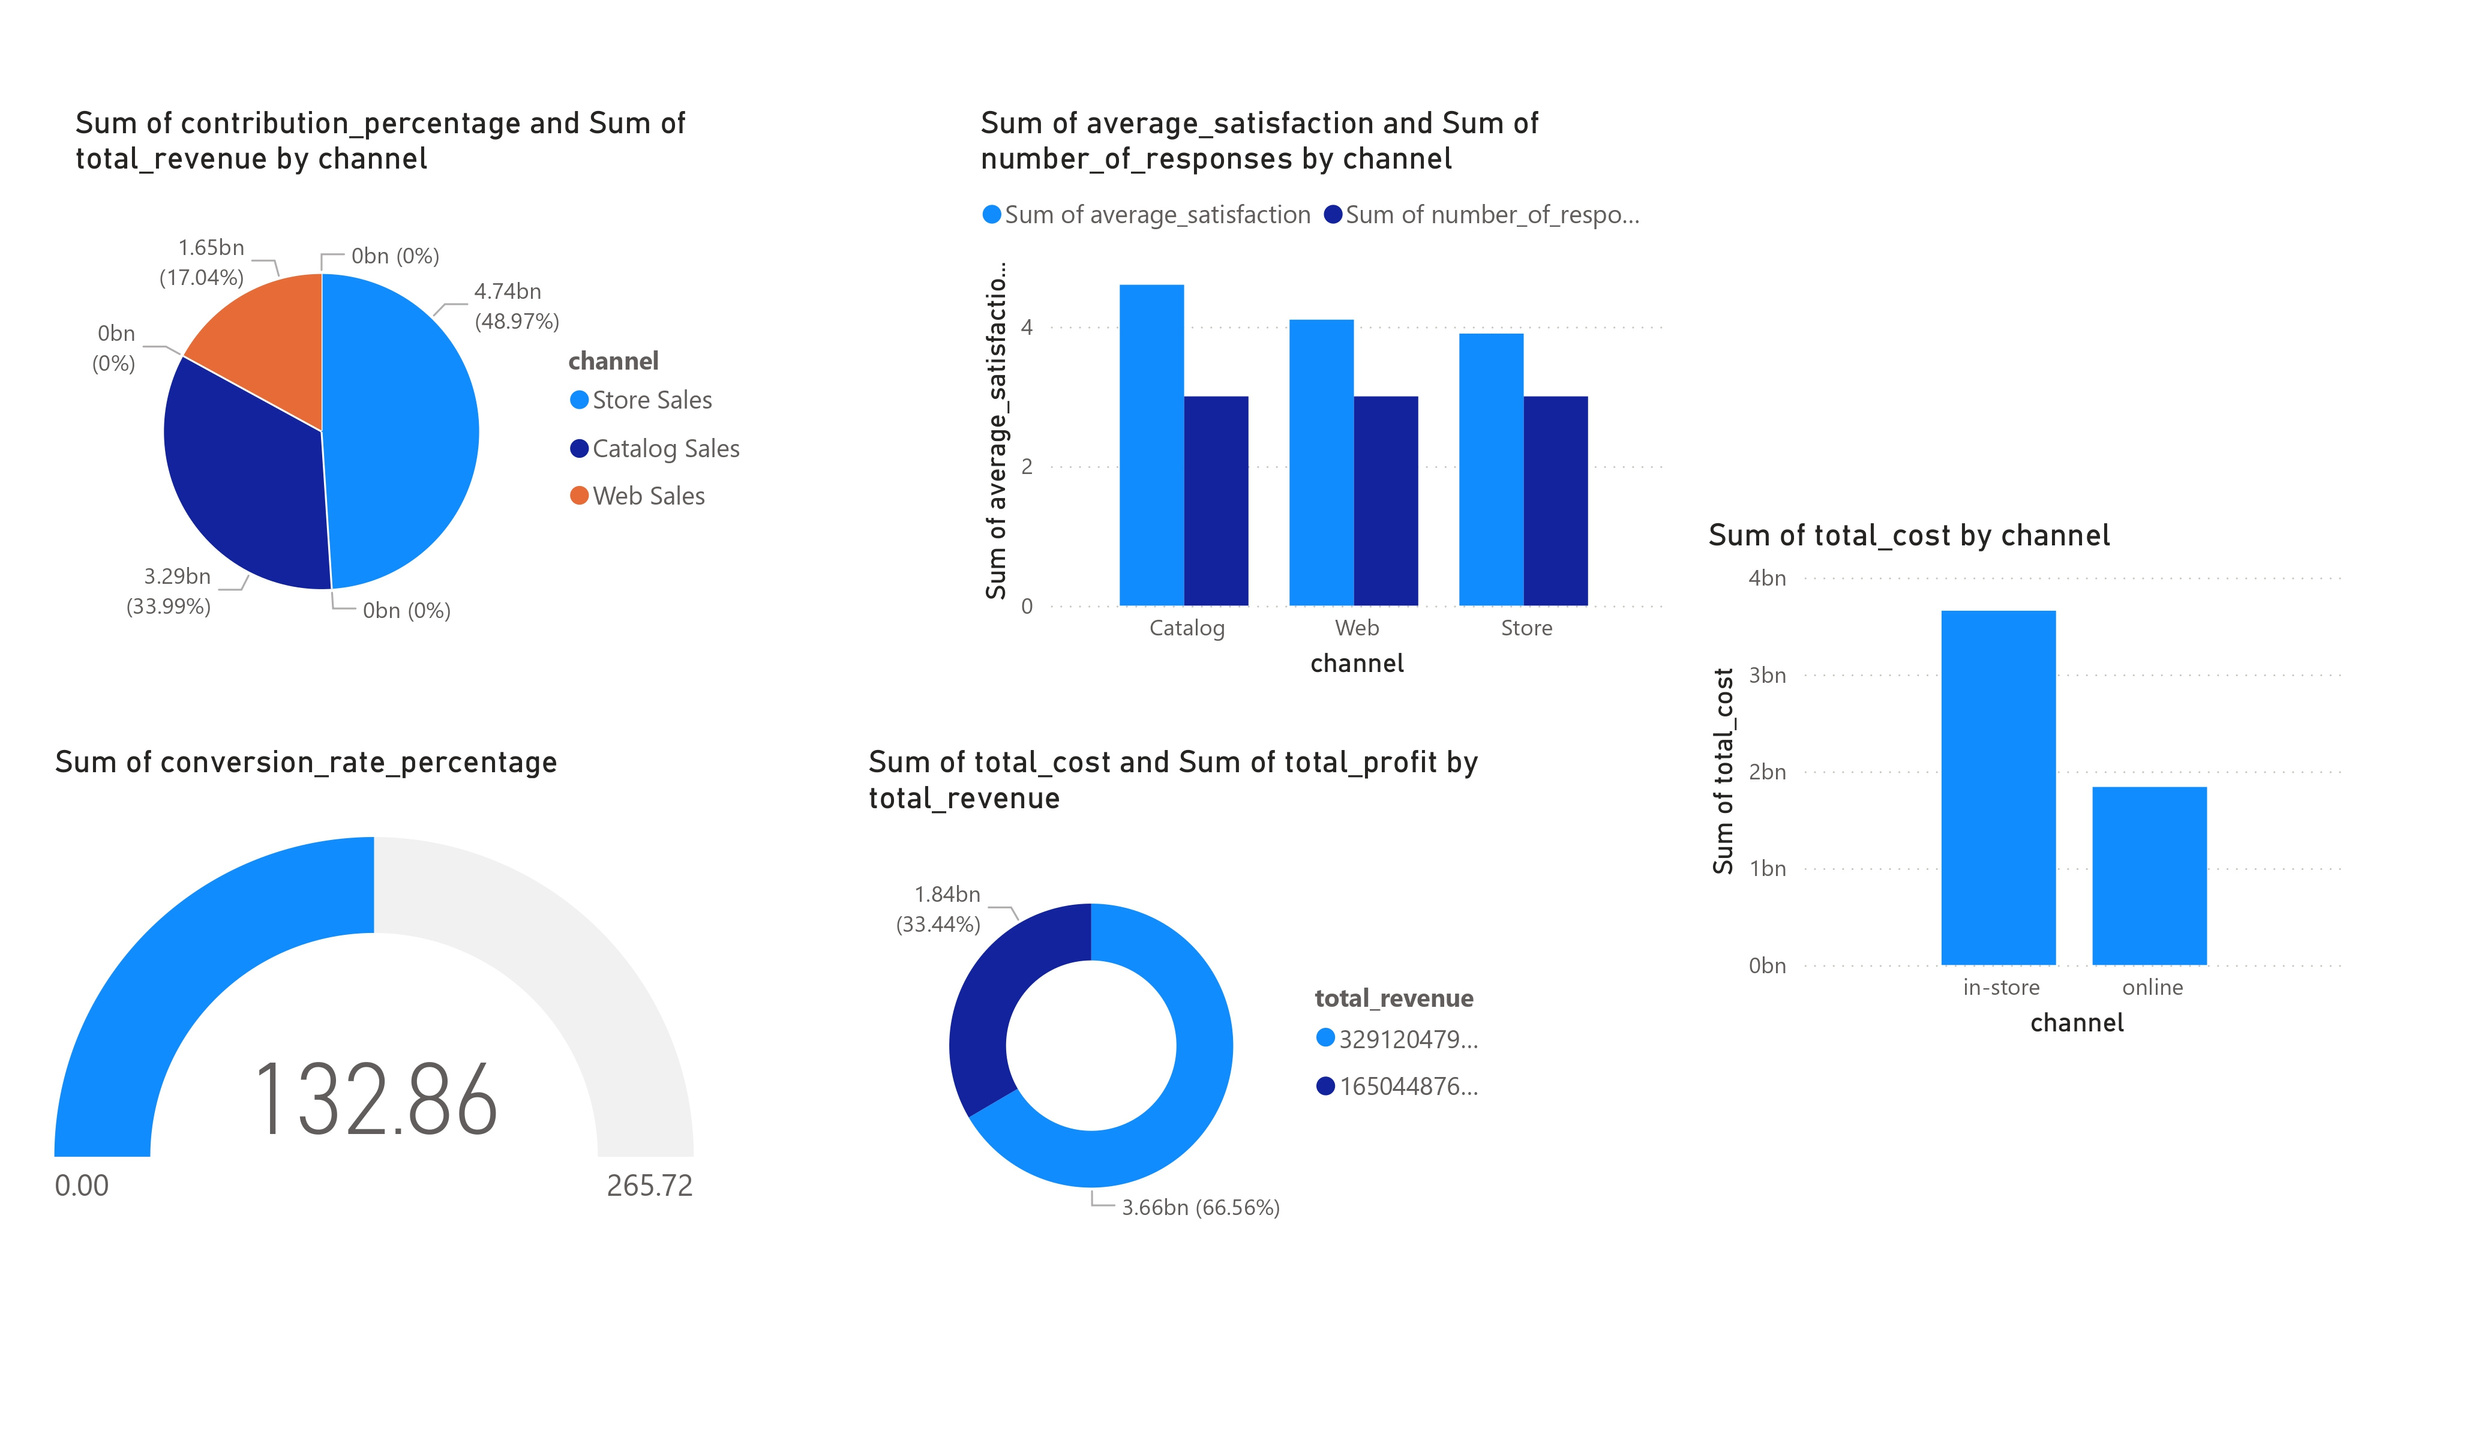 Sum of contribution_percentage and Sum of
total_revenue by channel
1.65bn
(17.04%)
0bn (0%)
4.74bn
(48.97%)
0bn
(0%)
3.29bn
(33.99%)
0bn (0%)
channel
Store Sales
Catalog Sales
Web Sales
Sum of average_satisfaction and Sum of
number_of_responses by channel
Sum of average_satisfaction
Sum of number_of_respo...
Sum of average_satisfactio...
4
2
0
Catalog
Web
Store
channel
Sum of total_cost by channel
Sum of total_cost
4bn
3bn
2bn
1bn
0bn
in-store
online
channel
Sum of conversion_rate_percentage
132.86
0.00
265.72
Sum of total_cost and Sum of total_profit by
total_revenue
1.84bn
(33.44%)
3.66bn (66.56%)
total_revenue
329120479...
165044876...